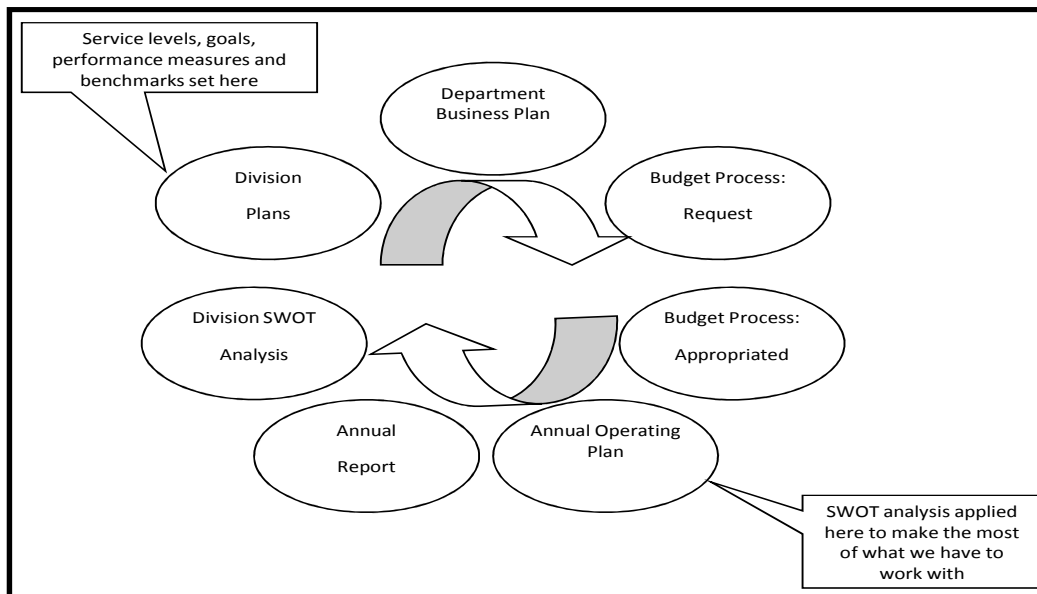 Service levels, goals,
performance measures and
benchmarks set here
Department
Business Plan
Division
Plans
Budget Process:
Request
Division SWOT
Analysis
Budget Process:
Appropriated
Annual
Report
Annual Operating
Plan
SWOT analysis applied
here to make the most
of what we have to
work with